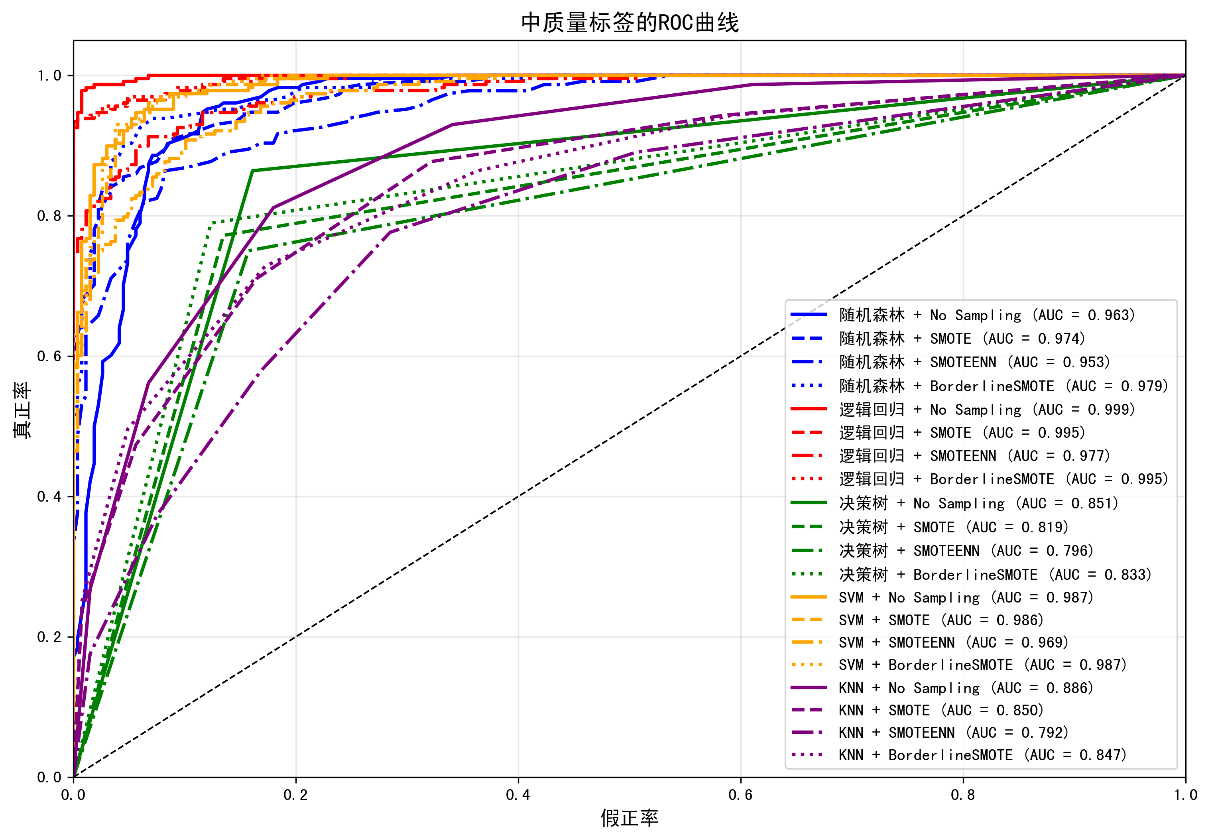 中质量标签的ROC曲线
真正率
1.0
0.8
0.6
0.4
0.2
0.0
随机森林 + No Sampling (AUC = 0.963)
随机森林 + SMOTE (AUC = 0.974)
随机森林 + SMOTEENN (AUC = 0.953)
随机森林 + BorderlineSMOTE (AUC = 0.979)
逻辑回归 + No Sampling (AUC = 0.999)
逻辑回归 + SMOTE (AUC = 0.995)
逻辑回归 + SMOTEENN (AUC = 0.977)
逻辑回归 + BorderlineSMOTE (AUC = 0.995)
决策树 + No Sampling (AUC = 0.851)
决策树 + SMOTE (AUC = 0.819)
决策树 + SMOTEENN (AUC = 0.796)
决策树 + BorderlineSMOTE (AUC = 0.833)
SVM + No Sampling (AUC = 0.987)
SVM + SMOTE (AUC = 0.986)
SVM + SMOTEENN (AUC = 0.969)
SVM + BorderlineSMOTE (AUC = 0.987)
KNN + No Sampling (AUC = 0.886)
KNN + SMOTE (AUC = 0.850)
KNN + SMOTEENN (AUC = 0.792)
KNN + BorderlineSMOTE (AUC = 0.847)
0.0 0.2 0.4 0.6 0.8 1.0
假正率